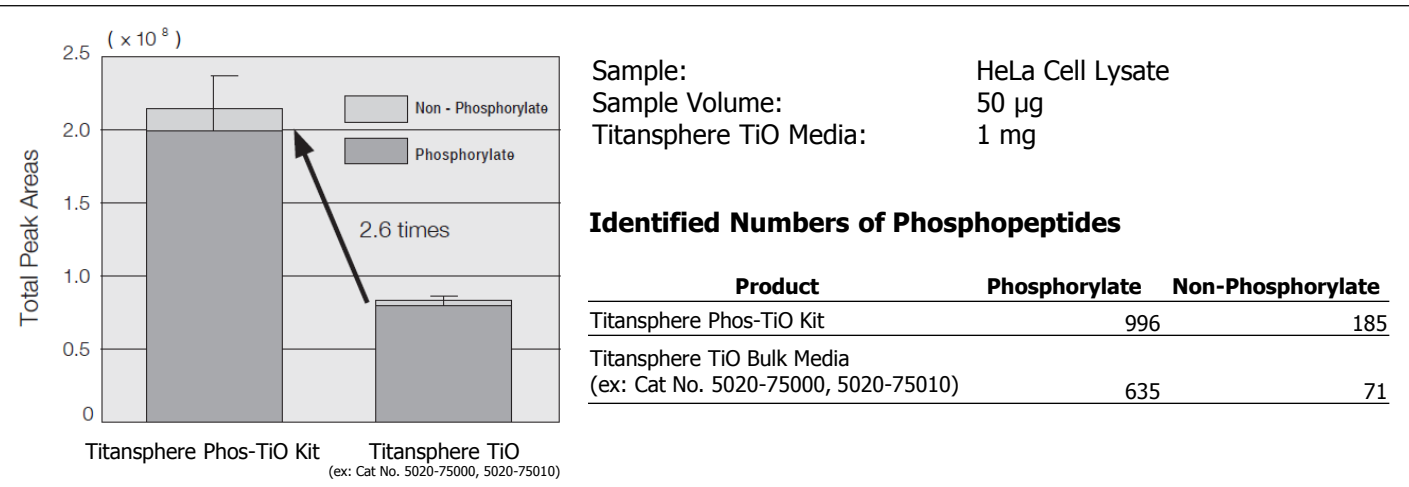 ( × 10 ⁸ )
2.5
2.0
1.5
1.0
0.5
0
Total Peak Areas
Non - Phosphorylate
Phosphorylate
2.6 times
Titansphere Phos-TiO Kit
Titansphere TiO
(ex: Cat No. 5020-75000, 5020-75010)
Sample: HeLa Cell Lysate
Sample Volume: 50 µg
Titansphere TiO Media: 1 mg
Identified Numbers of Phosphopeptides
Product Phosphorylate Non-Phosphorylate
Titansphere Phos-TiO Kit 996 185
Titansphere TiO Bulk Media
(ex: Cat No. 5020-75000, 5020-75010) 635 71